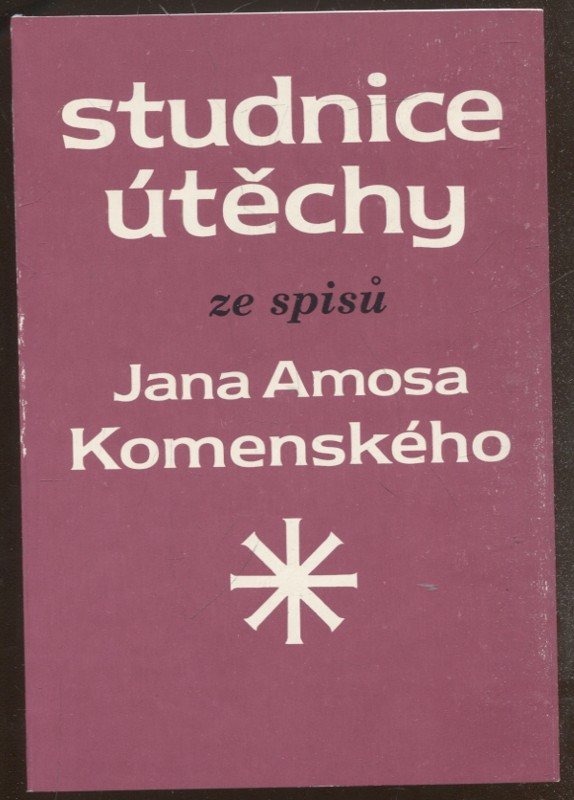 studnice
útěchy
ze spisů
Jana Amosa
Komenského